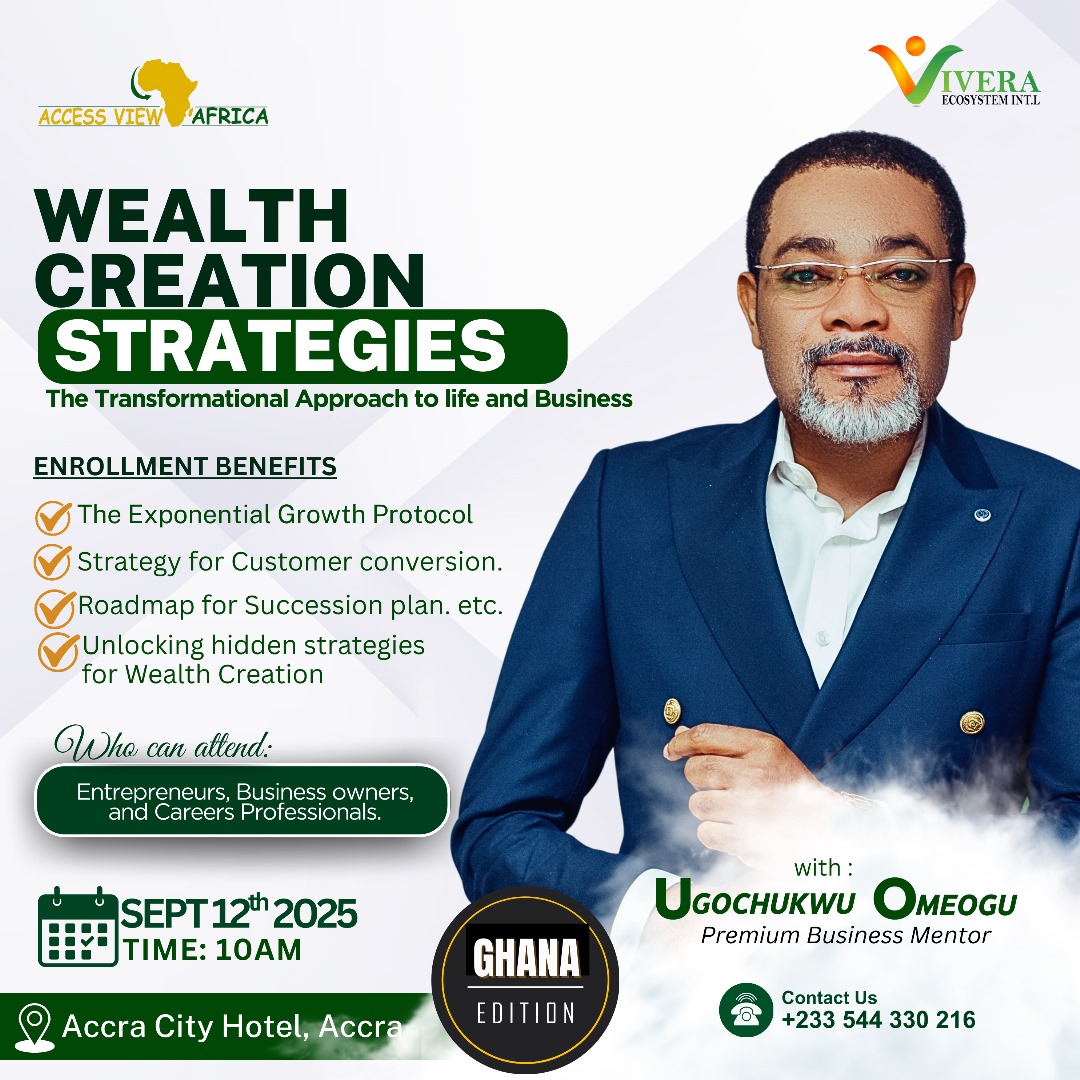 ACCESS VIEW AFRICA
VIVERA
ECOSYSTEM INT.L
WEALTH
CREATION
STRATEGIES
The Transformational Approach to life and Business
ENROLLMENT BENEFITS
The Exponential Growth Protocol
Strategy for Customer conversion.
Roadmap for Succession plan. etc.
Unlocking hidden strategies
for Wealth Creation
Who can attend:
Entrepreneurs, Business owners,
and Careers Professionals.
SEPT 12th 2025
TIME: 10AM
Accra City Hotel, Accra
GHANA
EDITION
with :
UGOCHUKWU OMEOGU
Premium Business Mentor
Contact Us
+233 544 330 216